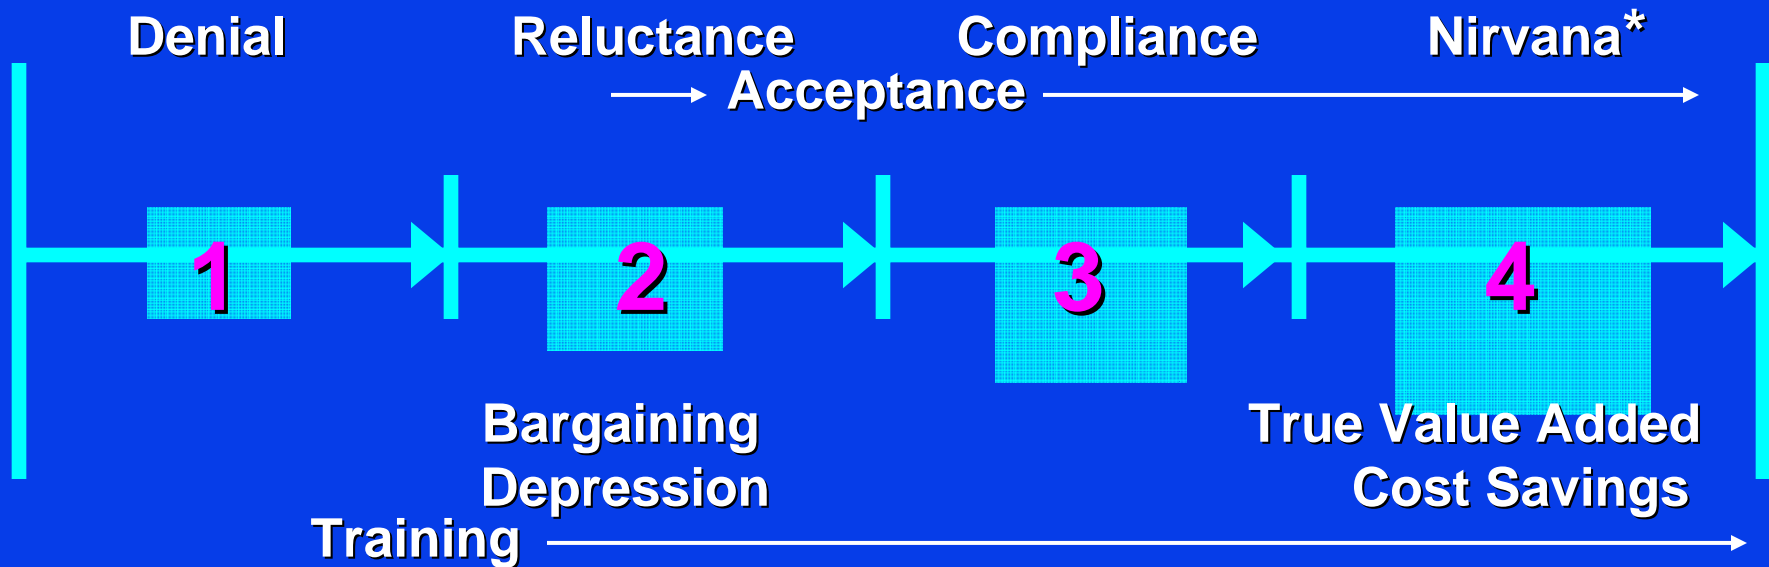 Denial Reluctance Compliance Nirvana*
Acceptance
1 2 3 4
Bargaining True Value Added
Depression Cost Savings
Training